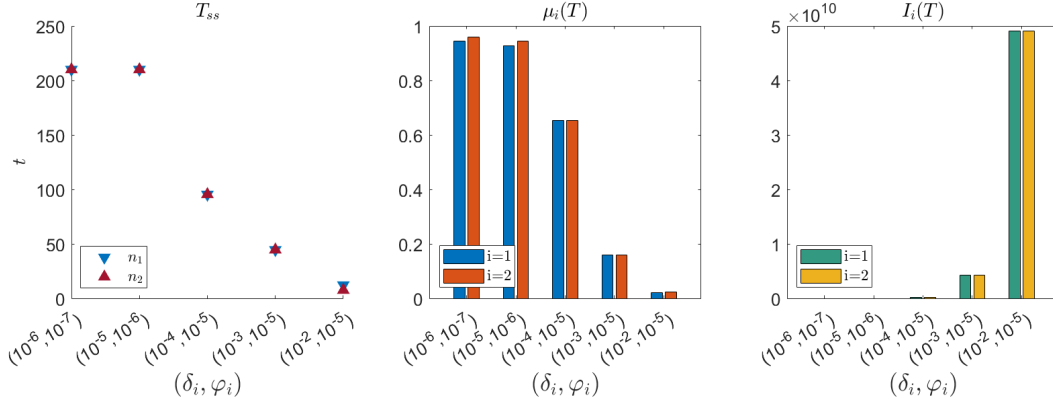 T_{ss}
250
200
150
100
50
0
t
n_1
n_2
(10^{-6} ,10^{-7})
(10^{-5} ,10^{-6})
(10^{-4} ,10^{-5})
(10^{-3} ,10^{-5})
(10^{-2} ,10^{-5})
(δ_i, φ_i)
μ_i(T)
1
0.8
0.6
0.4
0.2
0
i=1
i=2
(10^{-6} ,10^{-7})
(10^{-5} ,10^{-6})
(10^{-4} ,10^{-5})
(10^{-3} ,10^{-5})
(10^{-2} ,10^{-5})
(δ_i, φ_i)
I_i(T)
5 ×10^{10}
4
3
2
1
0
i=1
i=2
(10^{-6} ,10^{-7})
(10^{-5} ,10^{-6})
(10^{-4} ,10^{-5})
(10^{-3} ,10^{-5})
(10^{-2} ,10^{-5})
(δ_i, φ_i)